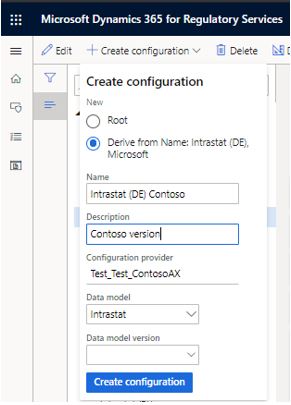 Microsoft Dynamics 365 for Regulatory Services
Edit
Create configuration
Delete
Create configuration
New
Root
Derive from Name: Intrastat (DE),
Microsoft
Name
Intrastat (DE) Contoso
Description
Contoso version
Configuration provider
Test_Test_ContosoAX
Data model
Intrastat
Data model version
Create configuration